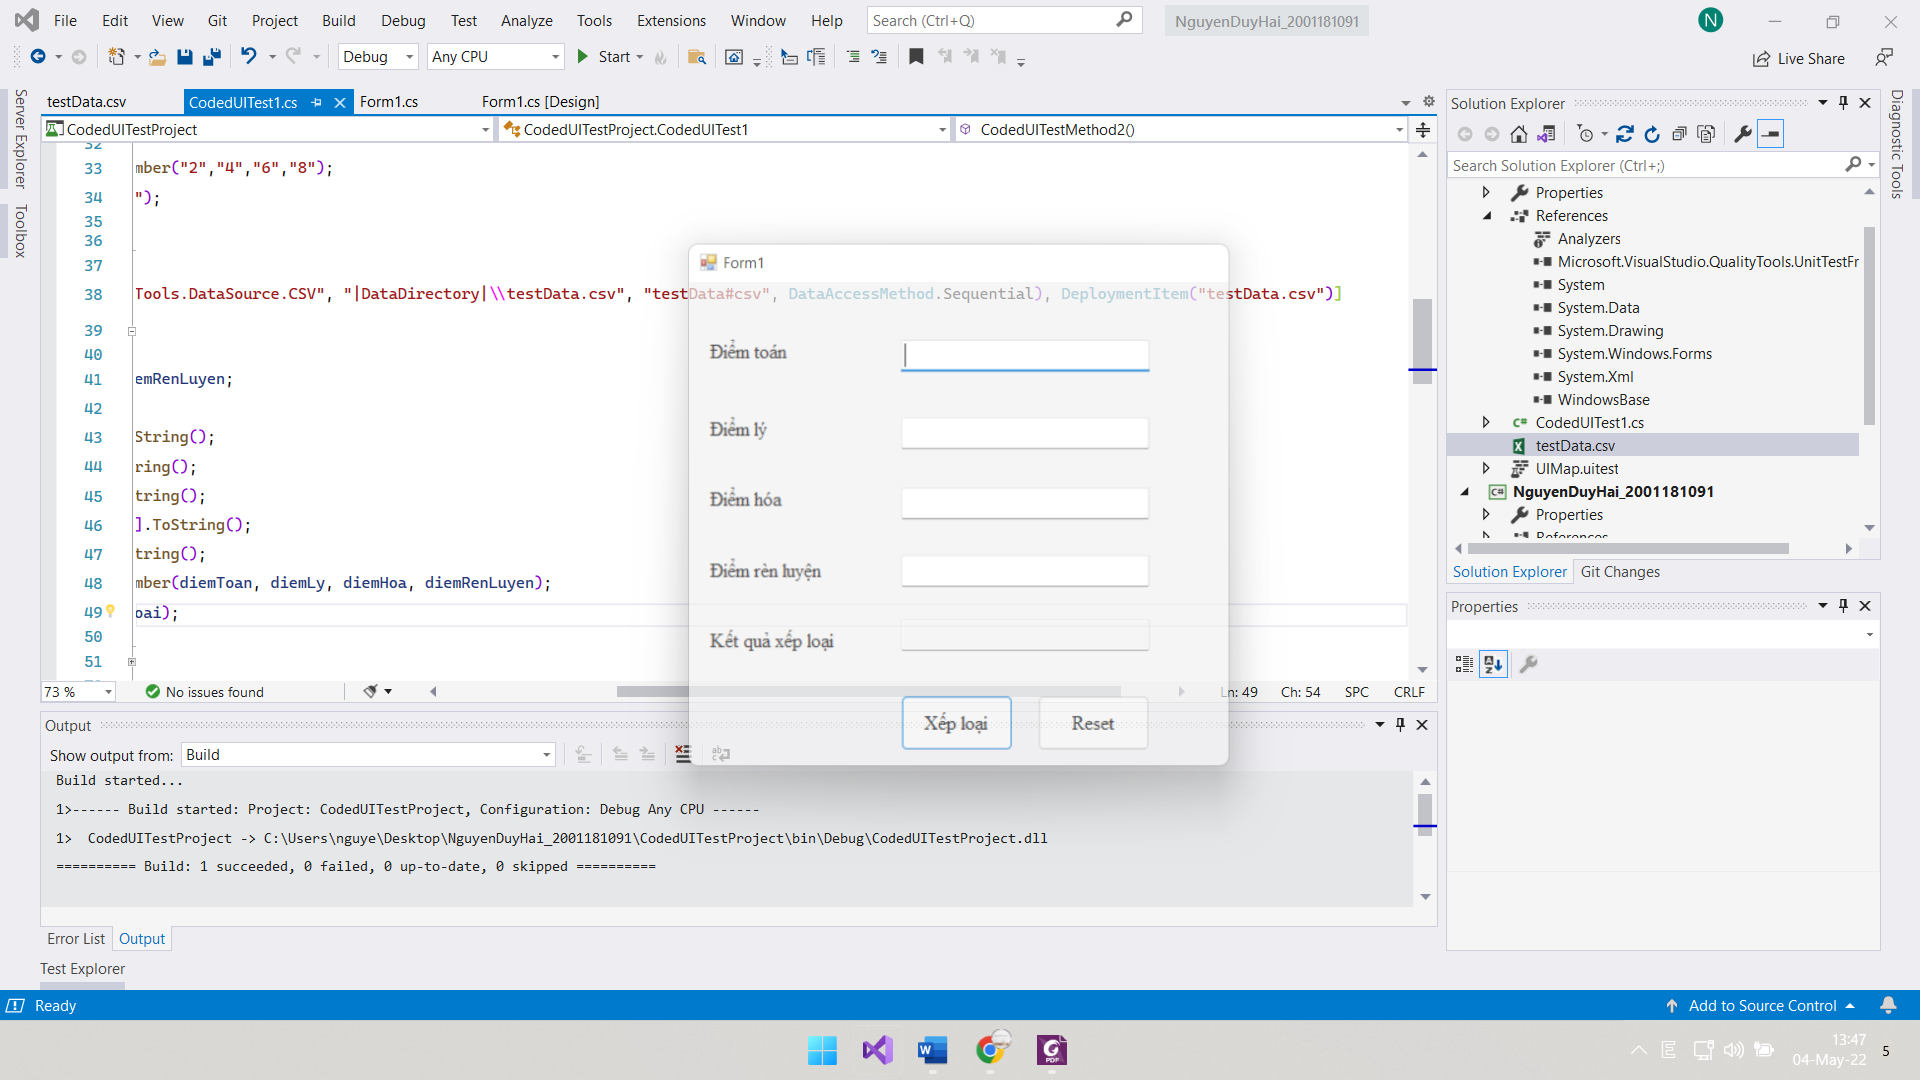 File Edit View Git Project Build Debug Test Analyze Tools Extensions Window Help Search (Ctrl+Q) NguyenDuyHai_2001181091 N
Debug Any CPU Start Live Share
Server Explorer
Toolbox
testData.csv CodedUITest1.cs Form1.cs Form1.cs [Design]
CodedUITestProject CodedUITestProject.CodedUITest1 CodedUITestMethod2()
32
33 mber("2","4","6","8");
34 ");
35
36
37
38 Tools.DataSource.CSV", "|DataDirectory|\\testData.csv", "testData#csv", DataAccessMethod.Sequential), DeploymentItem("testData.csv")]
39
40
41 emRenLuyen;
42
43 String();
44 ring();
45 tring();
46 ].ToString();
47 tring();
48 mber(diemToan, diemLy, diemHoa, diemRenLuyen);
49 oai);
50
51
73 % No issues found Ln: 49 Ch: 54 SPC CRLF
Form1
Điểm toán
Điểm lý
Điểm hóa
Điểm rèn luyện
Kết quả xếp loại
Xếp loại Reset
Output
Show output from: Build
Build started...
1>------ Build started: Project: CodedUITestProject, Configuration: Debug Any CPU ------
1>  CodedUITestProject -> C:\Users\nguye\Desktop\NguyenDuyHai_2001181091\CodedUITestProject\bin\Debug\CodedUITestProject.dll
========== Build: 1 succeeded, 0 failed, 0 up-to-date, 0 skipped ==========
Error List Output
Test Explorer
Solution Explorer
Search Solution Explorer (Ctrl+;)
Properties
References
Analyzers
Microsoft.VisualStudio.QualityTools.UnitTestFr
System
System.Data
System.Drawing
System.Windows.Forms
System.Xml
WindowsBase
C# CodedUITest1.cs
testData.csv
UIMap.uitest
C# NguyenDuyHai_2001181091
Properties
References
Solution Explorer Git Changes
Properties
Diagnostic Tools
Ready Add to Source Control
13:47
04-May-22 5